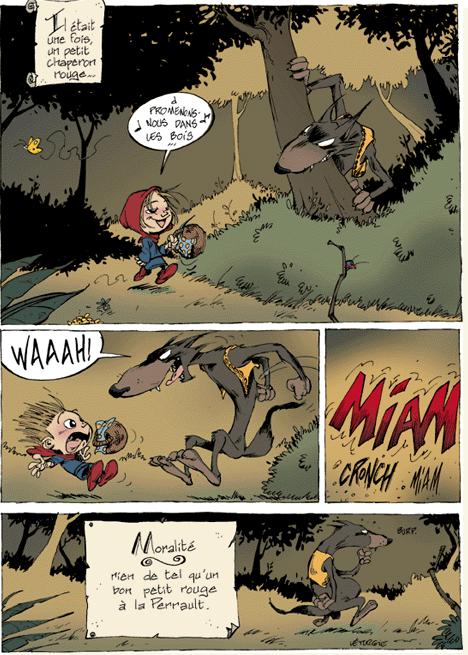 Il était
une fois,
un petit
chaperon
rouge...
♪
PROMENONS-
♪ NOUS DANS ♪
LES BOIS
...
WAAAH!
MIAM
CRONCH MIAM
Moralité
rien de tel qu'un
bon petit rouge
à la Perrault.
BURP.